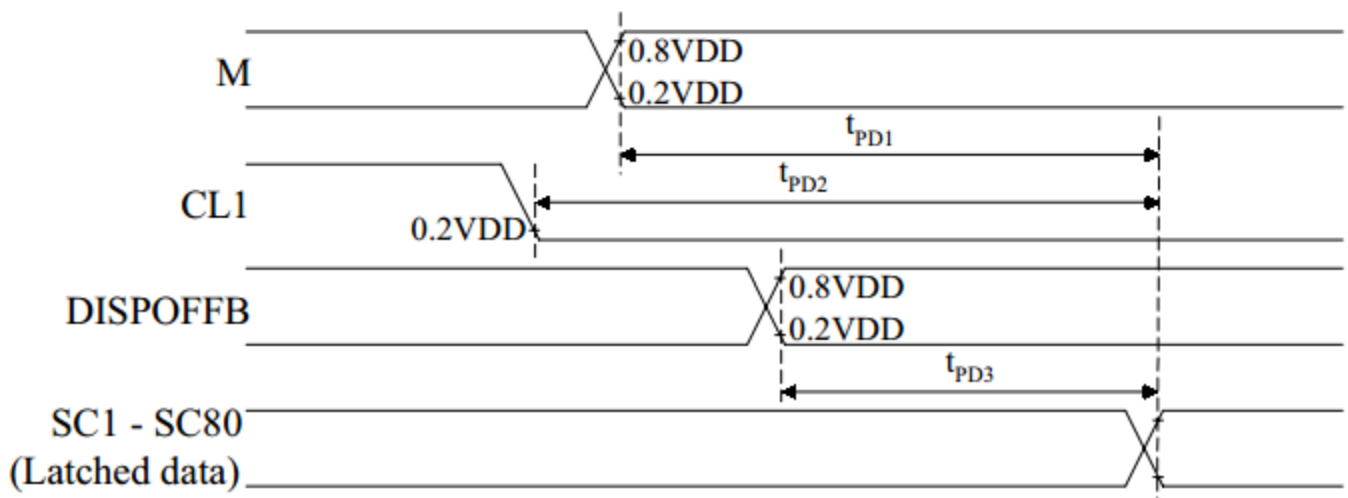 M
0.8VDD
0.2VDD
tPD1
tPD2
CL1
0.2VDD
DISPOFFB
0.8VDD
0.2VDD
tPD3
SC1 - SC80
(Latched data)